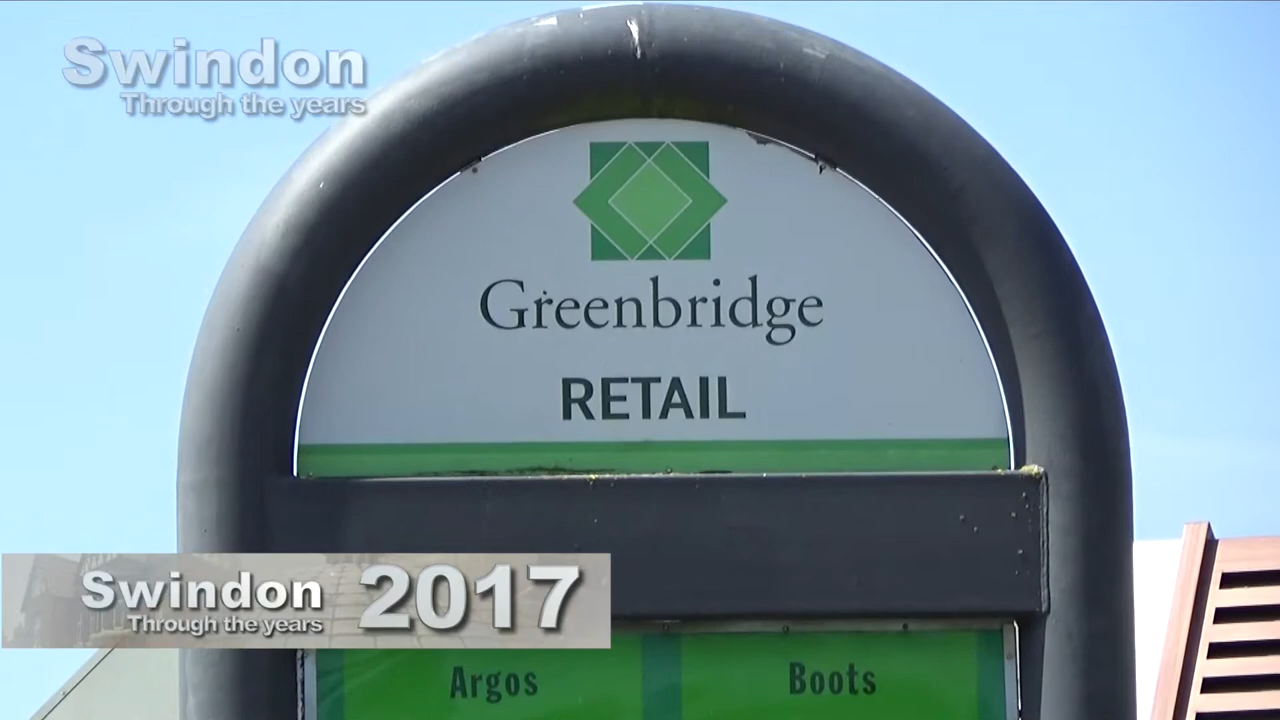 Swindon
Through the years
Greenbridge
RETAIL
Swindon 2017
Through the years
Argos Boots